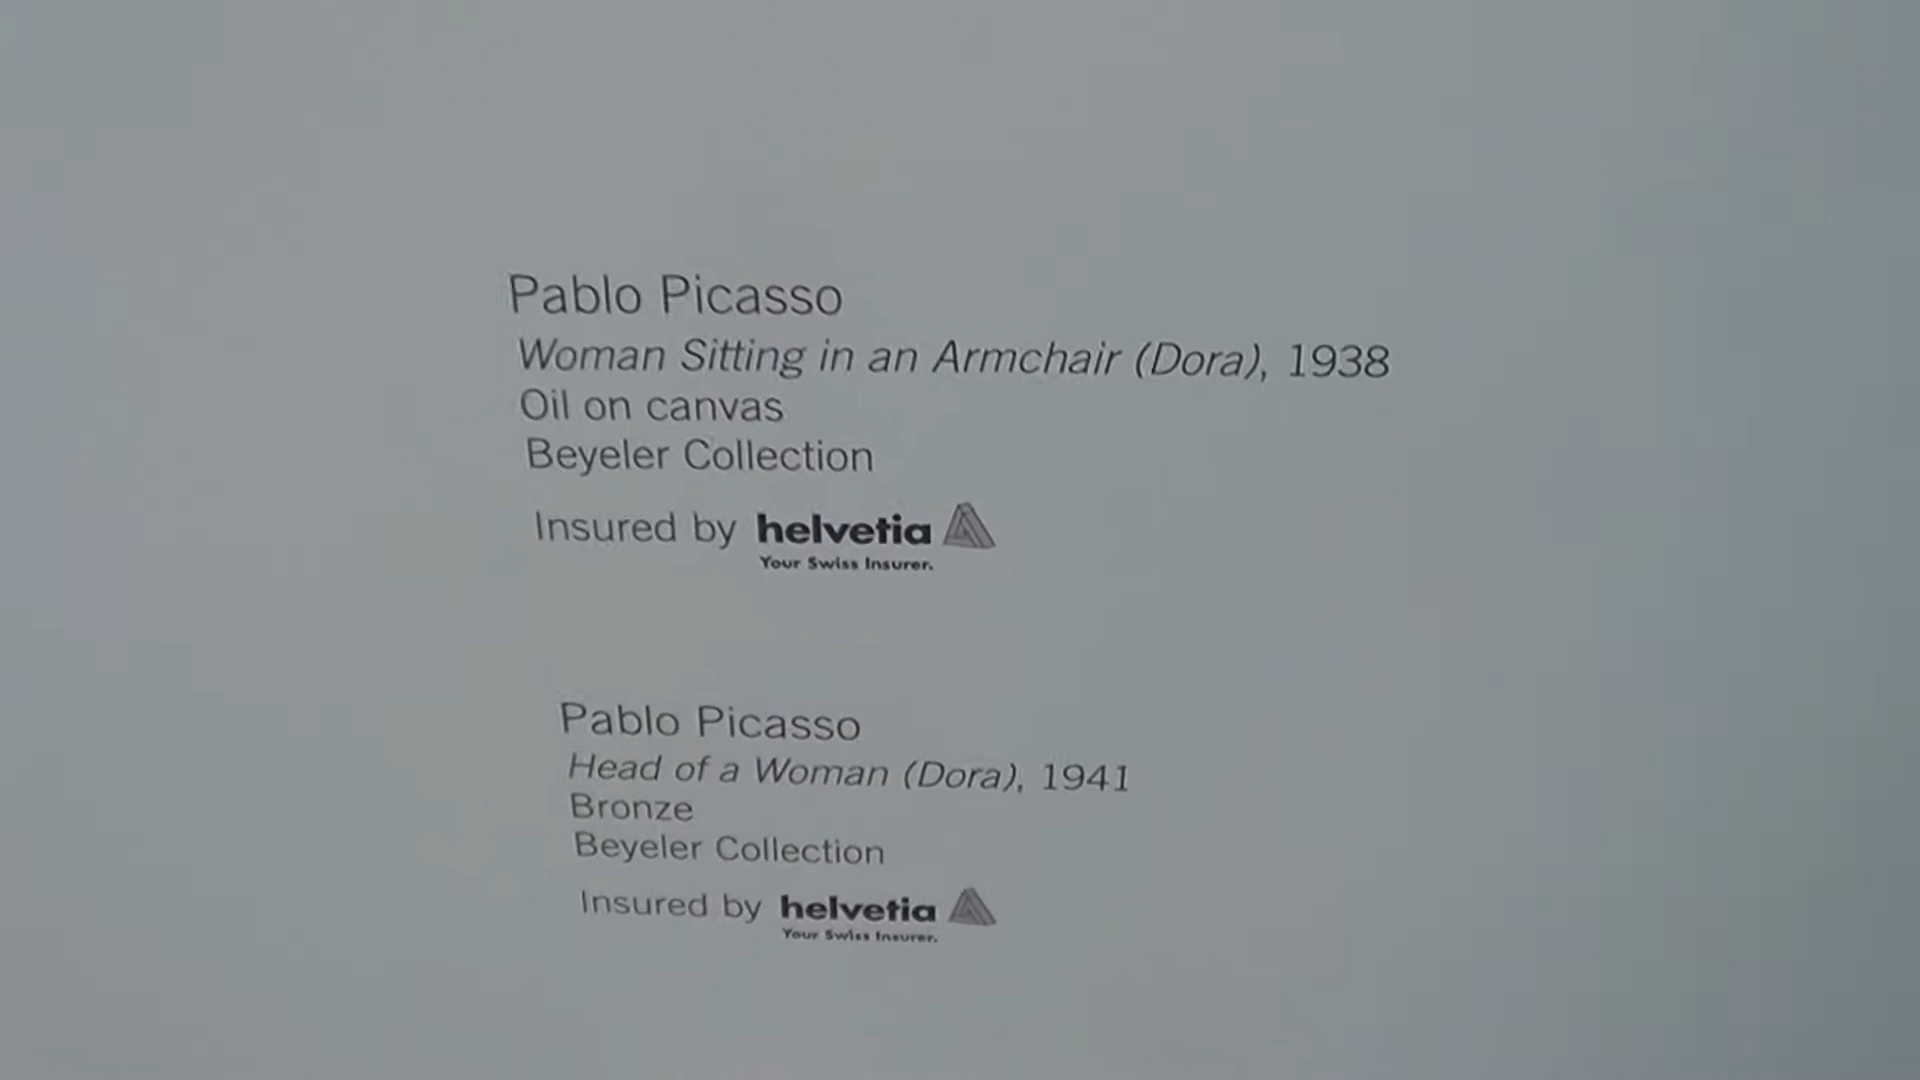 Pablo Picasso
Woman Sitting in an Armchair (Dora), 1938
Oil on canvas
Beyeler Collection
Insured by helvetia
Your Swiss Insurer.
Pablo Picasso
Head of a Woman (Dora), 1941
Bronze
Beyeler Collection
Insured by helvetia
Your Swiss Insurer.